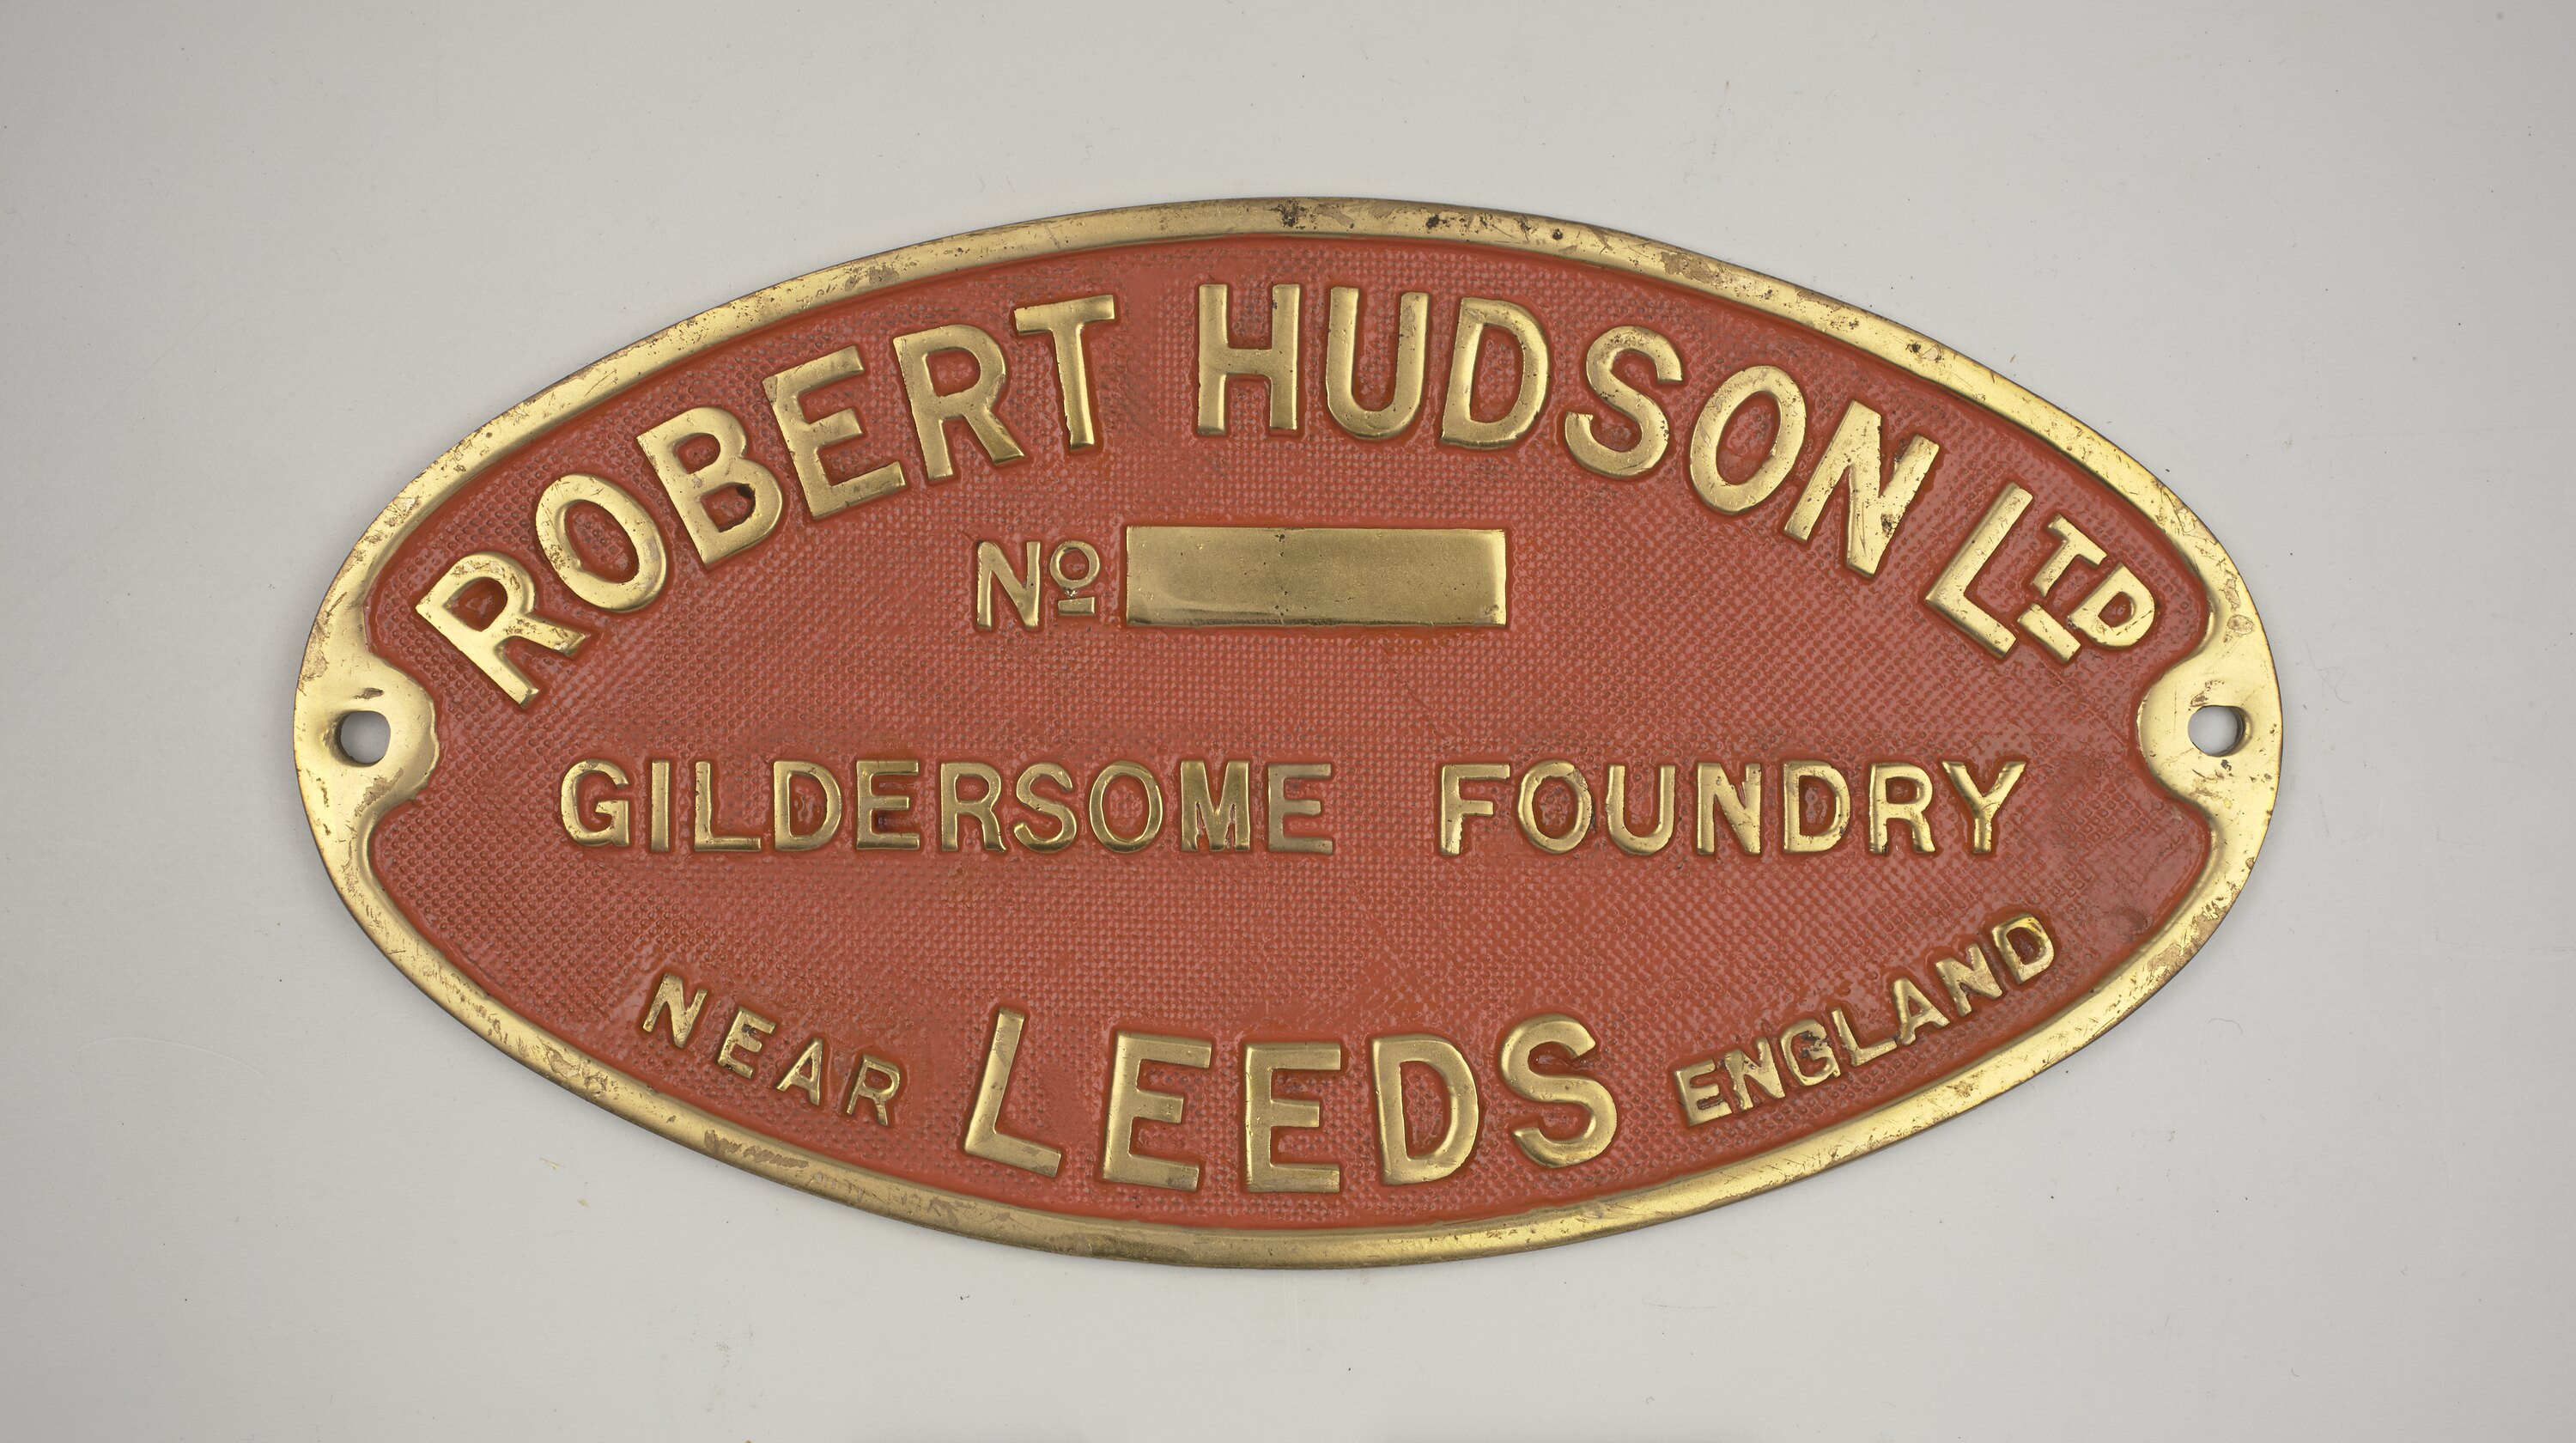 ROBERT HUDSON LTD
No
GILDERSOME FOUNDRY
NEAR LEEDS ENGLAND